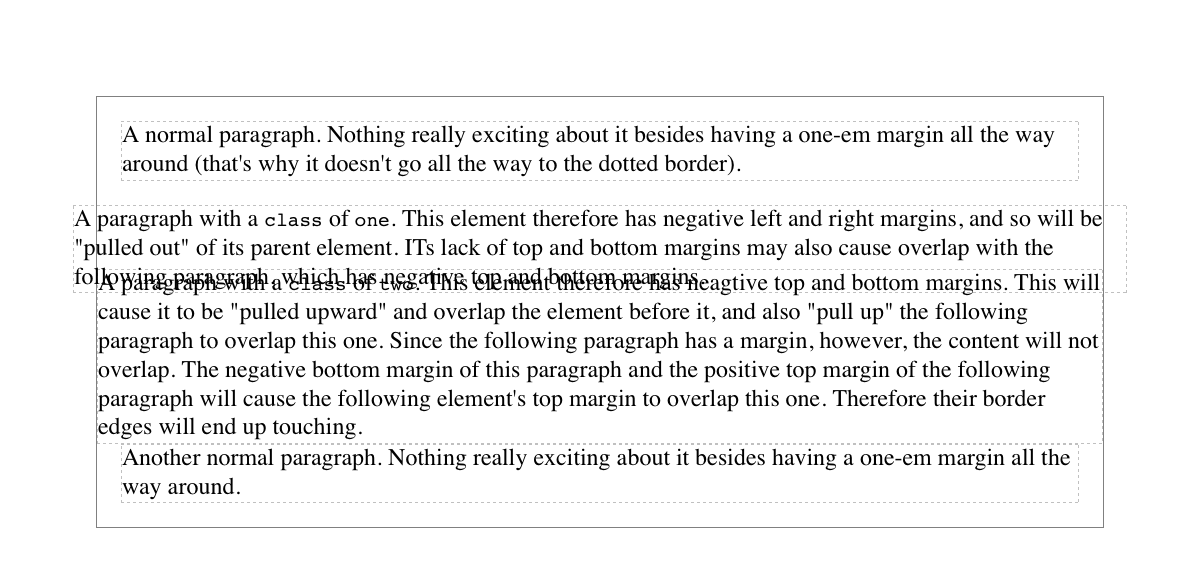 A normal paragraph. Nothing really exciting about it besides having a one-em margin all the way
around (that's why it doesn't go all the way to the dotted border).
A paragraph with a class of one. This element therefore has negative left and right margins, and so will be
"pulled out" of its parent element. ITs lack of top and bottom margins may also cause overlap with the
following paragraph, which has negative top and bottom margins.
A paragraph with a class of two. This element therefore has neagtive top and bottom margins. This will
cause it to be "pulled upward" and overlap the element before it, and also "pull up" the following
paragraph to overlap this one. Since the following paragraph has a margin, however, the content will not
overlap. The negative bottom margin of this paragraph and the positive top margin of the following
paragraph will cause the following element's top margin to overlap this one. Therefore their border
edges will end up touching.
Another normal paragraph. Nothing really exciting about it besides having a one-em margin all the
way around.